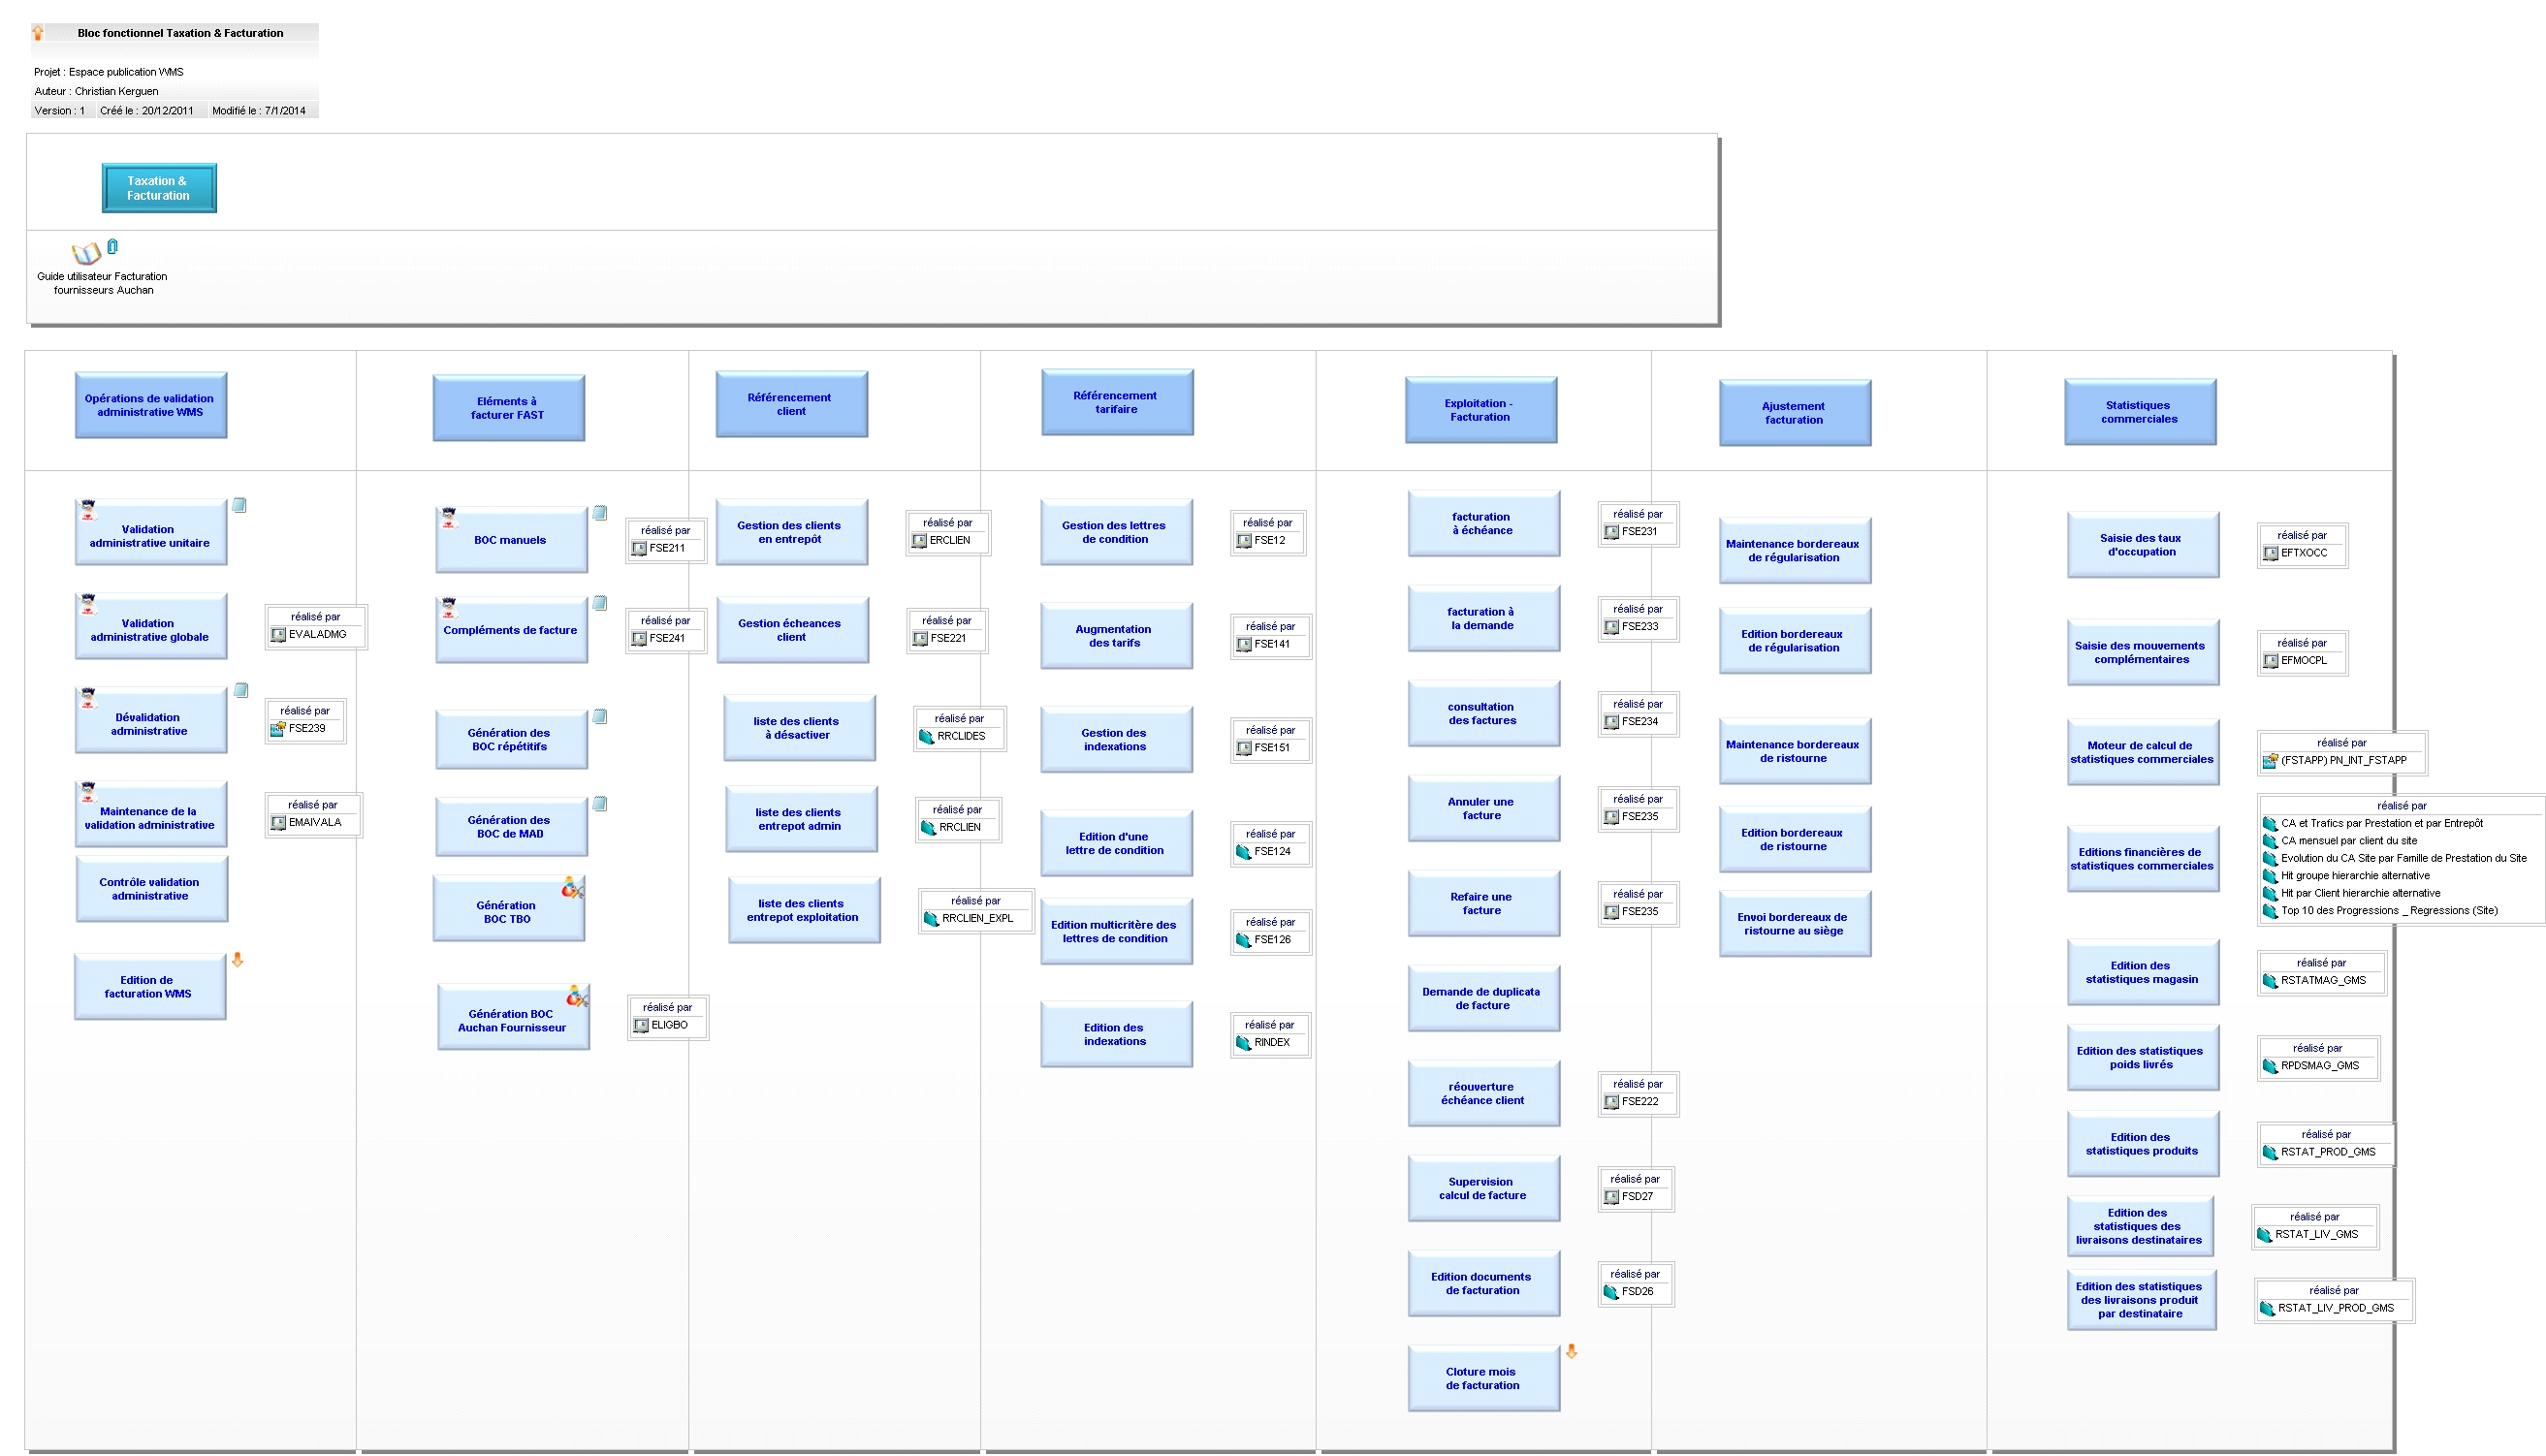 Bloc fonctionnel Taxation & Facturation
Projet : Espace publication WMS
Auteur : Christian Kerguen
Version : 1 Créé le : 20/12/2011 Modifié le : 7/1/2014
Taxation &
Facturation
Guide utilisateur Facturation
fournisseurs Auchan
Opérations de validation
administrative WMS
Eléments à
facturer FAST
Référencement
client
Référencement
tarifaire
Exploitation -
Facturation
Ajustement
facturation
Statistiques
commerciales
Validation
administrative unitaire
Validation
administrative globale
réalisé par
EVALADMG
Dévalidation
administrative
réalisé par
FSE239
Maintenance de la
validation administrative
réalisé par
EMAIVALA
Contrôle validation
administrative
Edition de
facturation WMS
BOC manuels
réalisé par
FSE211
Compléments de facture
réalisé par
FSE241
Génération des
BOC répétitifs
Génération des
BOC de MAD
Génération
BOC TBO
Génération BOC
Auchan Fournisseur
réalisé par
ELIGBO
Gestion des clients
en entrepôt
réalisé par
ERCLIEN
Gestion écheances
client
réalisé par
FSE221
liste des clients
à désactiver
réalisé par
RRCLIDES
liste des clients
entrepot admin
réalisé par
RRCLIEN
liste des clients
entrepot exploitation
réalisé par
RRCLIEN_EXPL
Gestion des lettres
de condition
réalisé par
FSE12
Augmentation
des tarifs
réalisé par
FSE141
Gestion des
indexations
réalisé par
FSE151
Edition d'une
lettre de condition
réalisé par
FSE124
Edition multicritère des
lettres de condition
réalisé par
FSE126
Edition des
indexations
réalisé par
RINDEX
facturation
à échéance
réalisé par
FSE231
facturation à
la demande
réalisé par
FSE233
consultation
des factures
réalisé par
FSE234
Annuler une
facture
réalisé par
FSE235
Refaire une
facture
réalisé par
FSE235
Demande de duplicata
de facture
réouverture
échéance client
réalisé par
FSE222
Supervision
calcul de facture
réalisé par
FSD27
Edition documents
de facturation
réalisé par
FSD26
Cloture mois
de facturation
Maintenance bordereaux
de régularisation
Edition bordereaux
de régularisation
Maintenance bordereaux
de ristourne
Edition bordereaux
de ristourne
Envoi bordereaux de
ristourne au siège
Saisie des taux
d'occupation
réalisé par
EFTXOCC
Saisie des mouvements
complémentaires
réalisé par
EFMOCPL
Moteur de calcul de
statistiques commerciales
réalisé par
(FSTAPP) PN_INT_FSTAPP
Editions financières de
statistiques commerciales
réalisé par
CA et Trafics par Prestation et par Entrepôt
CA mensuel par client du site
Evolution du CA Site par Famille de Prestation du Site
Hit groupe hierarchie alternative
Hit par Client hierarchie alternative
Top 10 des Progressions _ Regressions (Site)
Edition des
statistiques magasin
réalisé par
RSTATMAG_GMS
Edition des statistiques
poids livrés
réalisé par
RPDSMAG_GMS
Edition des
statistiques produits
réalisé par
RSTAT_PROD_GMS
Edition des
statistiques des
livraisons destinataires
réalisé par
RSTAT_LIV_GMS
Edition des statistiques
des livraisons produit
par destinataire
réalisé par
RSTAT_LIV_PROD_GMS